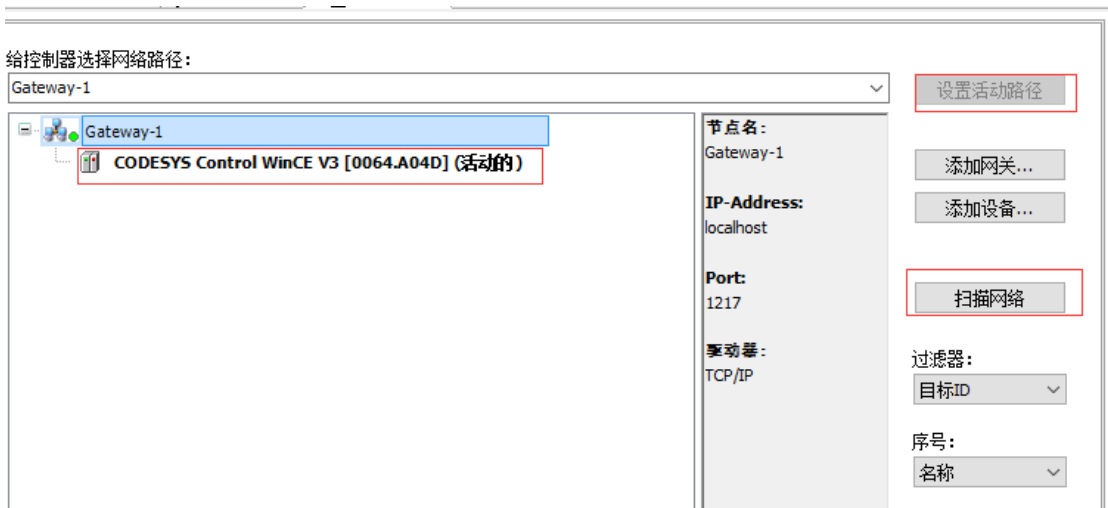 给控制器选择网络路径：
Gateway-1
设置活动路径
Gateway-1
CODESYS Control WinCE V3 [0064.A04D] (活动的)
节点名：
Gateway-1
IP-Address:
localhost
Port:
1217
驱动器：
TCP/IP
添加网关...
添加设备...
扫描网络
过滤器：
目标ID
序号：
名称